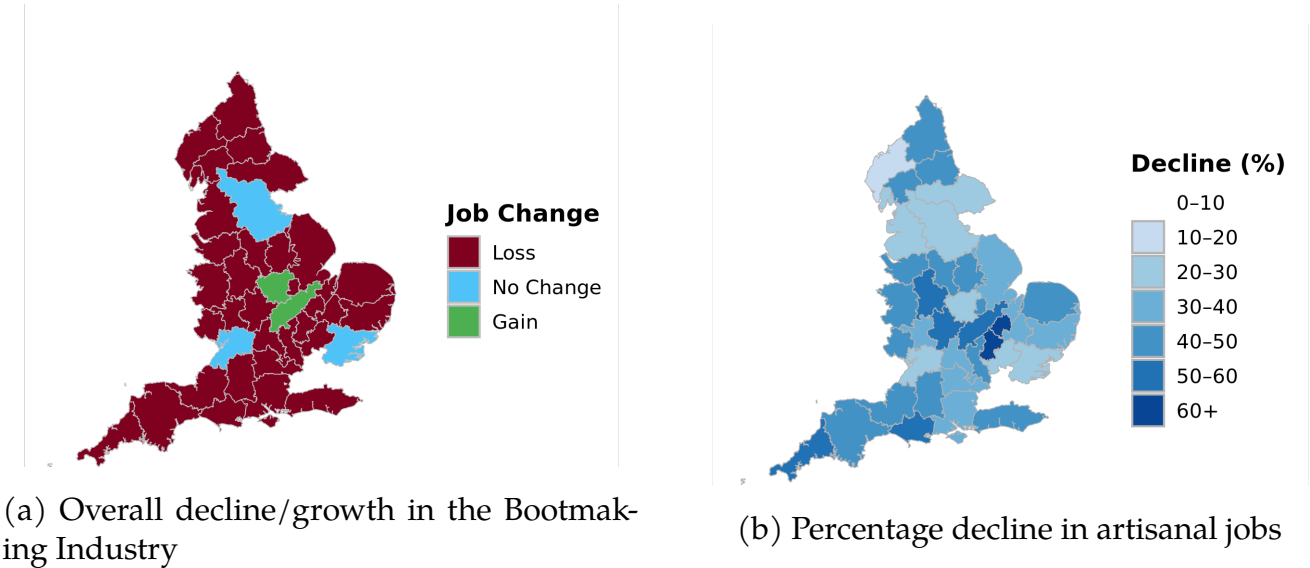 Job Change
Loss
No Change
Gain
(a) Overall decline/growth in the Bootmak-
ing Industry
Decline (%)
0–10
10–20
20–30
30–40
40–50
50–60
60+
(b) Percentage decline in artisanal jobs